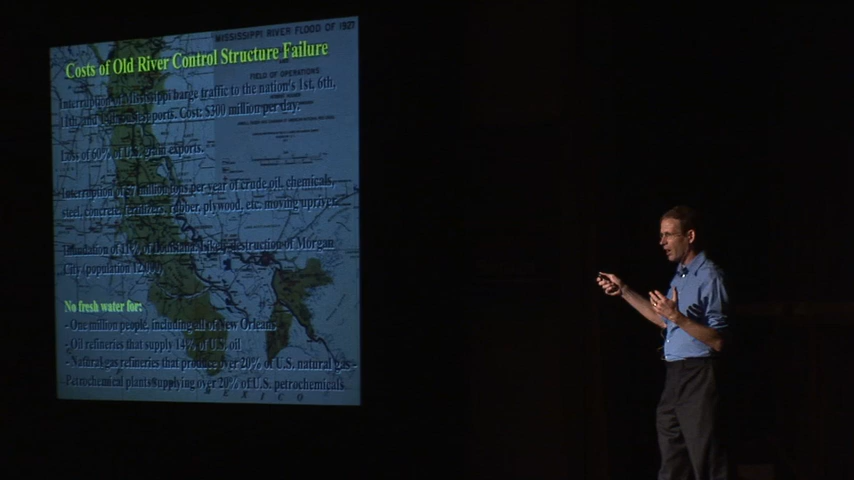 MISSISSIPPI RIVER FLOOD OF 1927
Costs of Old River Control Structure Failure
FIELD OF OPERATIONS
Interruption of Mississippi barge traffic to the nation's 1st, 6th,
11th, and busiest ports. Cost: $300 million per day.
Loss of 60% of U.S. grain exports.
Interruption of million tons per year of crude oil, chemicals,
steel, concrete, fertilizers, rubber, plywood, etc. moving upriver.
Inundation of of destruction of Morgan
City (population 12,000)
No fresh water for:
- One million people, including all of New Orleans
- Oil refineries that supply 14% of U.S. oil
- Natural gas refineries that produce over 20% of U.S. natural gas -
Petrochemical plants supplying over 20% of U.S. petrochemicals
MEXICO